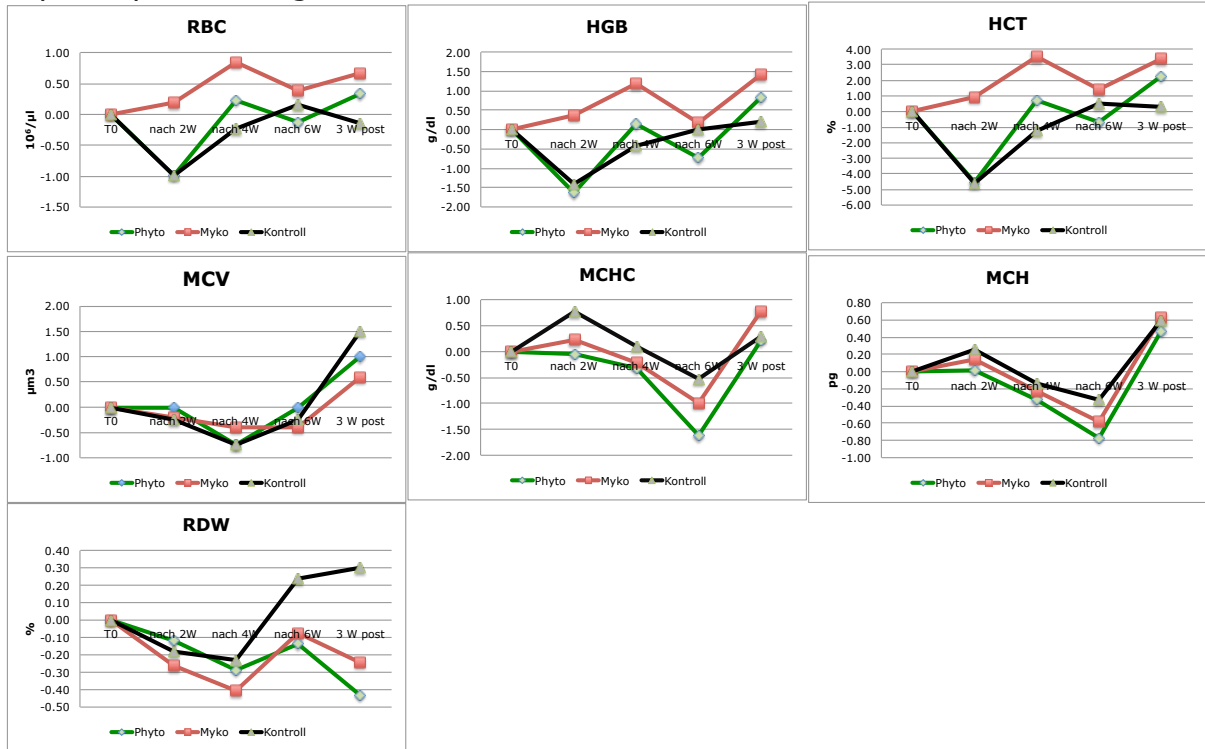 RBC
1.00
0.50
0.00
-0.50
-1.00
-1.50
10⁶/µl
T0 nach 2W nach 4W nach 6W 3 W post
Phyto Myko Kontroll
HGB
2.00
1.50
1.00
0.50
0.00
-0.50
-1.00
-1.50
-2.00
g/dl
T0 nach 2W nach 4W nach 6W 3 W post
Phyto Myko Kontroll
HCT
4.00
3.00
2.00
1.00
0.00
-1.00
-2.00
-3.00
-4.00
-5.00
-6.00
%
T0 nach 2W nach 4W nach 6W 3 W post
Phyto Myko Kontroll
MCV
2.00
1.50
1.00
0.50
0.00
-0.50
-1.00
µm3
T0 nach 2W nach 4W nach 6W 3 W post
Phyto Myko Kontroll
MCHC
1.00
0.50
0.00
-0.50
-1.00
-1.50
-2.00
g/dl
T0 nach 2W nach 4W nach 6W 3 W post
Phyto Myko Kontroll
MCH
0.80
0.60
0.40
0.20
0.00
-0.20
-0.40
-0.60
-0.80
-1.00
pg
T0 nach 2W nach 4W nach 6W 3 W post
Phyto Myko Kontroll
RDW
0.40
0.30
0.20
0.10
0.00
-0.10
-0.20
-0.30
-0.40
-0.50
%
T0 nach 2W nach 4W nach 6W 3 W post
Phyto Myko Kontroll